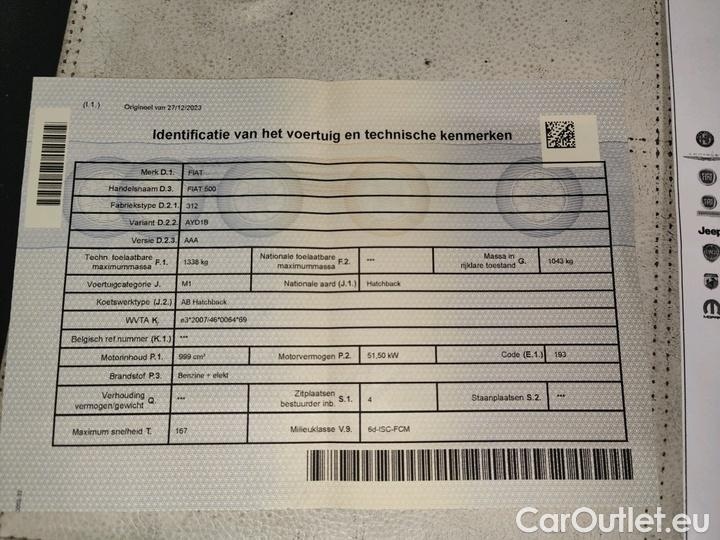 (I.1.) Origineel van 27/12/2023
Identificatie van het voertuig en technische kenmerken
Merk D.1. FIAT
Handelsnaam D.3. FIAT 500
Fabriekstype D.2.1. 312
Variant D.2.2. AYD1B
Versie D.2.3. AAA
Techn. toelaatbare maximummassa F.1. 1338 kg Nationale toelaatbare maximummassa F.2. *** Massa in rijklare toestand G. 1043 kg
Voertuigcategorie J. M1 Nationale aard (J.1.) Hatchback
Koetswerktype (J.2.) AB Hatchback
WVTA K. e3*2007/46*0064*69
Belgisch ref.nummer (K.1.) ***
Motorinhoud P.1. 999 cm³ Motorvermogen P.2. 51,50 kW Code (E.1.) 193
Brandstof P.3. Benzine + elekt
Verhouding vermogen/gewicht Q. *** Zitplaatsen bestuurder inb. S.1. 4 Staanplaatsen S.2. ***
Maximum snelheid T. 167 Milieuklasse V.9. 6d-ISC-FCM
FIAT
Jeep
MOPAR
CarOutlet.eu